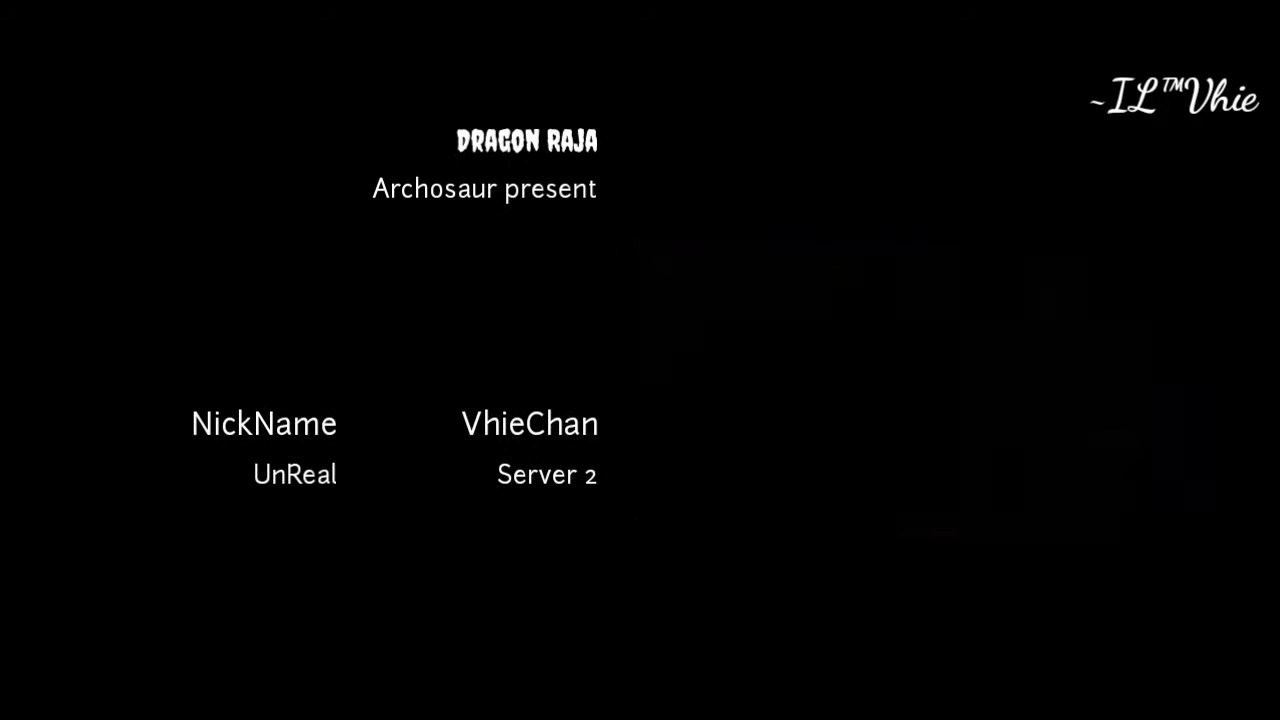 ~IL™Vhie
DRAGON RAJA
Archosaur present
NickName VhieChan
UnReal Server 2